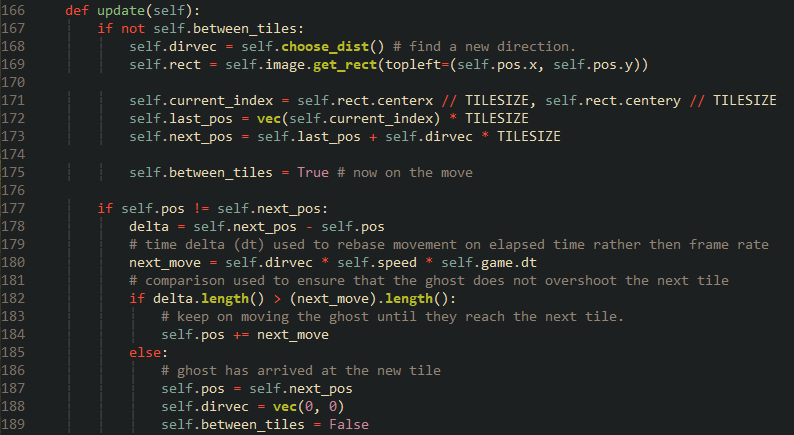 166 def update(self):
167 if not self.between_tiles:
168 self.dirvec = self.choose_dist() # find a new direction.
169 self.rect = self.image.get_rect(topleft=(self.pos.x, self.pos.y))
170
171 self.current_index = self.rect.centerx // TILESIZE, self.rect.centery // TILESIZE
172 self.last_pos = vec(self.current_index) * TILESIZE
173 self.next_pos = self.last_pos + self.dirvec * TILESIZE
174
175 self.between_tiles = True # now on the move
176
177 if self.pos != self.next_pos:
178 delta = self.next_pos - self.pos
179 # time delta (dt) used to rebase movement on elapsed time rather then frame rate
180 next_move = self.dirvec * self.speed * self.game.dt
181 # comparison used to ensure that the ghost does not overshoot the next tile
182 if delta.length() > (next_move).length():
183 # keep on moving the ghost until they reach the next tile.
184 self.pos += next_move
185 else:
186 # ghost has arrived at the new tile
187 self.pos = self.next_pos
188 self.dirvec = vec(0, 0)
189 self.between_tiles = False